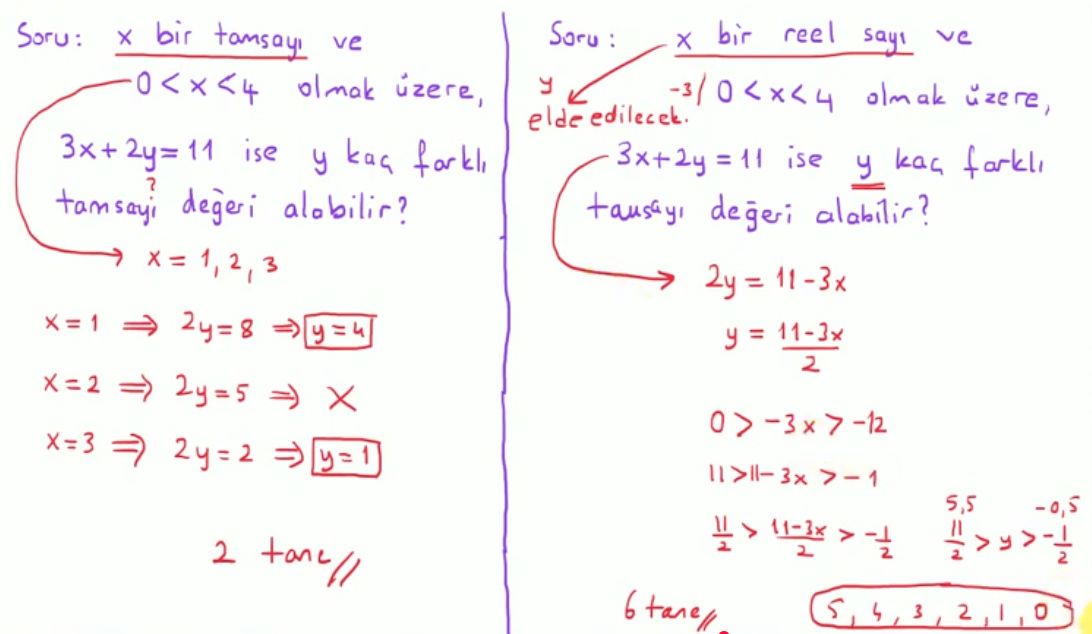 Soru: x bir tamsayı ve
0 < x < 4 olmak üzere,
3x + 2y = 11 ise y kaç farklı
?
tamsayi değeri alabilir?
x = 1, 2, 3
x = 1 ⇒ 2y = 8 ⇒ y = 4
x = 2 ⇒ 2y = 5 ⇒ X
x = 3 ⇒ 2y = 2 ⇒ y = 1
2 tane //
Soru: x bir reel sayı ve
y
elde edilecek.
-3/ 0 < x < 4 olmak üzere,
3x + 2y = 11 ise y kaç farklı
tamsayı değeri alabilir?
2y = 11 - 3x
y = 11-3x / 2
0 > -3x > -12
11 > 11 - 3x > -1
5,5 -0,5
11/2 > 11-3x/2 > -1/2 11/2 > y > -1/2
6 tane // 5, 4, 3, 2, 1, 0